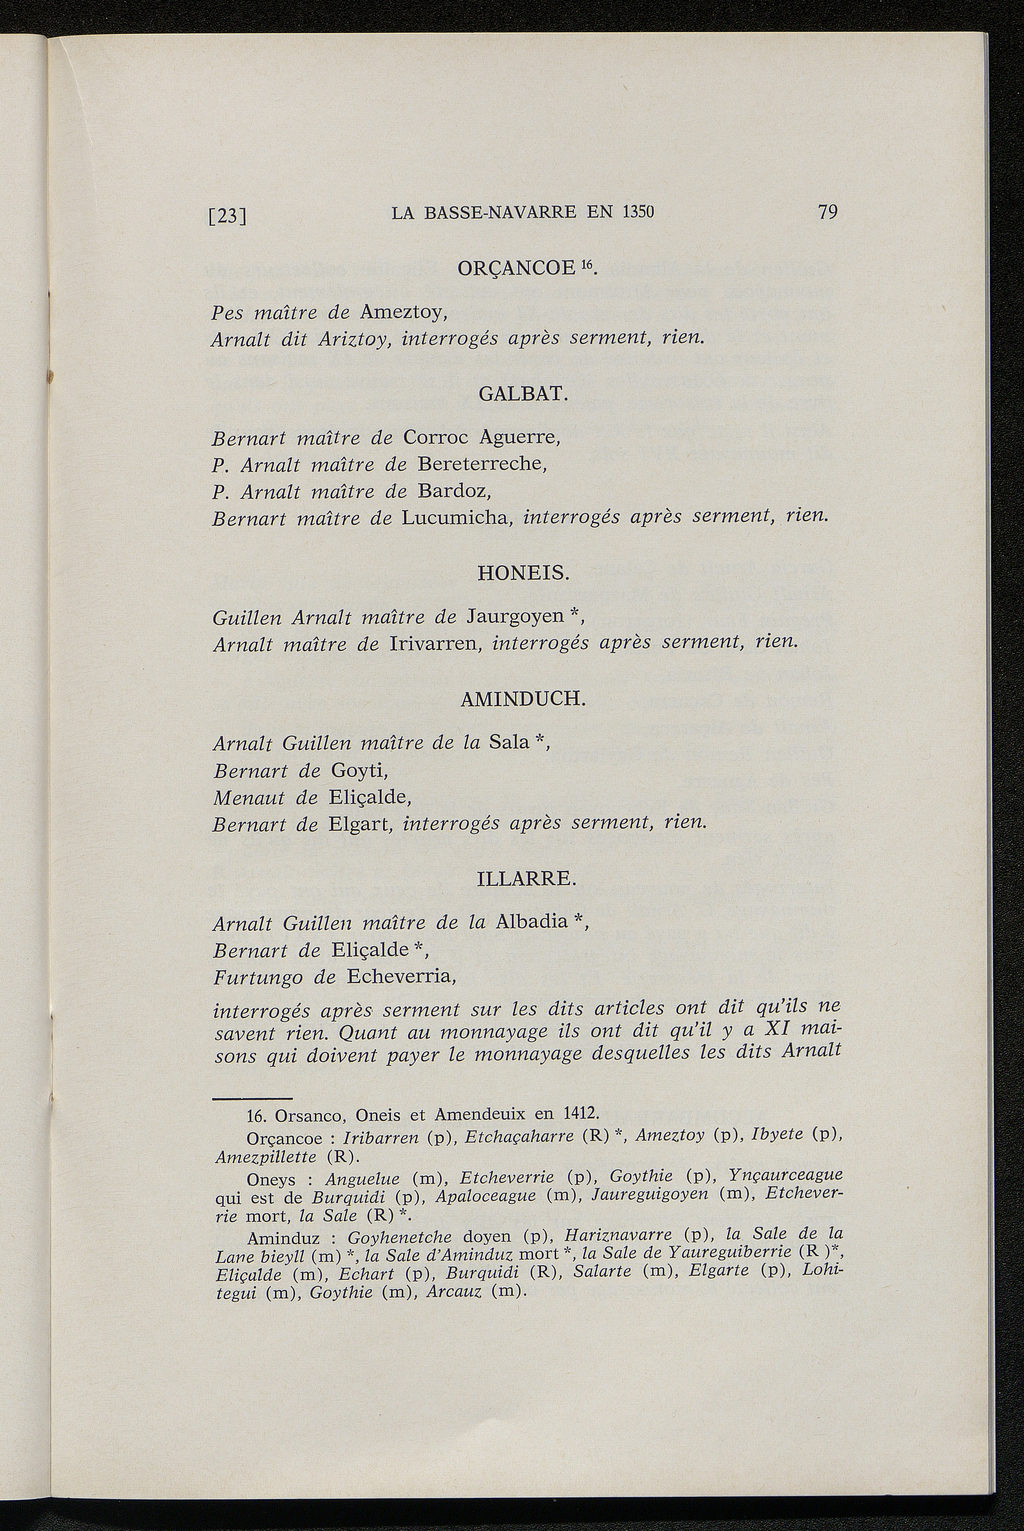 [23] LA BASSE-NAVARRE EN 1350 79
ORÇANCOE 16.
Pes maître de Ameztoy,
Arnalt dit Ariztoy, interrogés après serment, rien.
GALBAT.
Bernart maître de Corroc Aguerre,
P. Arnalt maître de Bereterreche,
P. Arnalt maître de Bardoz,
Bernart maître de Lucumicha, interrogés après serment, rien.
HONEIS.
Guillen Arnalt maître de Jaurgoyen *,
Arnalt maître de Irivarren, interrogés après serment, rien.
AMINDUCH.
Arnalt Guillen maître de la Sala *,
Bernart de Goyti,
Menaut de Eliçalde,
Bernart de Elgart, interrogés après serment, rien.
ILLARRE.
Arnalt Guillen maître de la Albadia *,
Bernart de Eliçalde *,
Furtungo de Echeverria,
interrogés après serment sur les dits articles ont dit qu'ils ne
savent rien. Quant au monnayage ils ont dit qu'il y a XI mai-
sons qui doivent payer le monnayage desquelles les dits Arnalt
16. Orsanco, Oneis et Amendeuix en 1412.
Orçancoe : Iribarren (p), Etchaçaharre (R) *, Ameztoy (p), Ibyete (p),
Amezpillette (R).
Oneys : Anguelue (m), Etcheverrie (p), Goythie (p), Ynçaurceague
qui est de Burquidi (p), Apaloceague (m), Jaureguigoyen (m), Etchever-
rie mort, la Sale (R) *.
Aminduz : Goyhenetche doyen (p), Hariznavarre (p), la Sale de la
Lane bieyll (m) *, la Sale d'Aminduz mort *, la Sale de Yaureguiberrie (R )*,
Eliçalde (m), Echart (p), Burquidi (R), Salarte (m), Elgarte (p), Lohi-
tegui (m), Goythie (m), Arcauz (m).